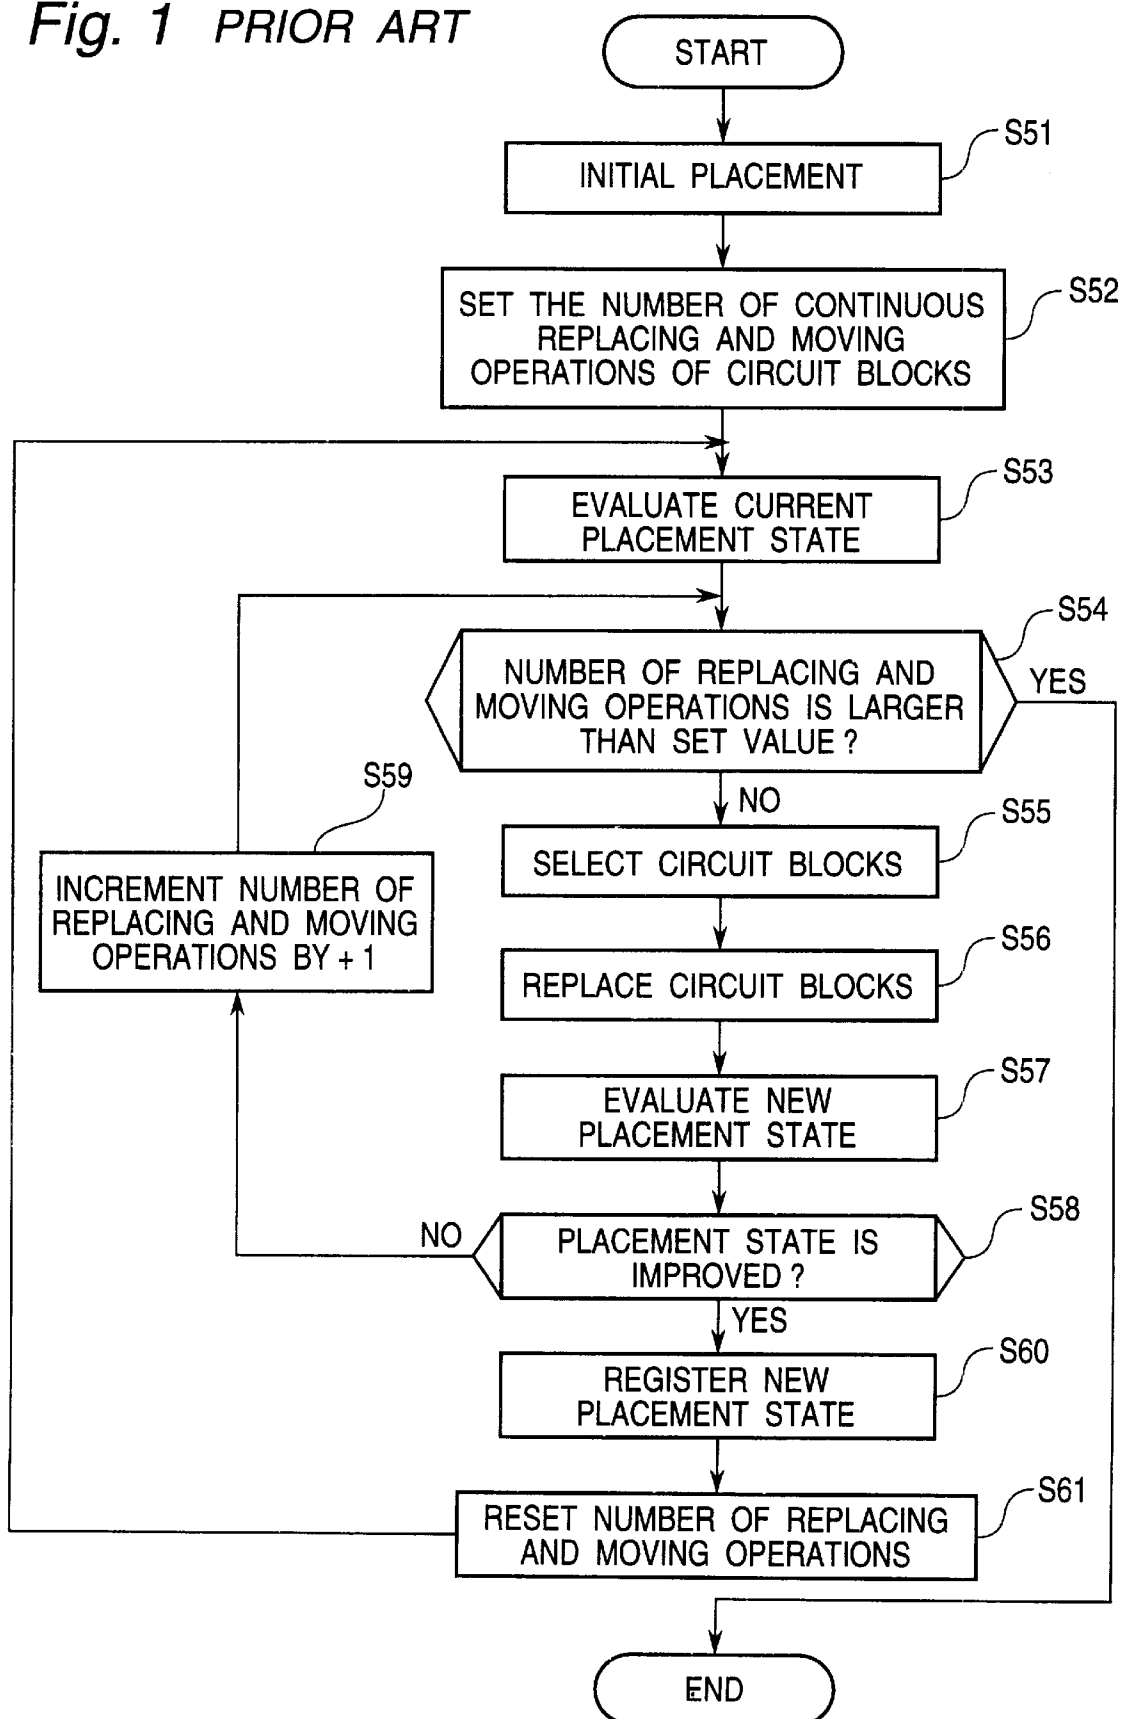 Fig. 1 PRIOR ART
START
S51
INITIAL PLACEMENT
S52
SET THE NUMBER OF CONTINUOUS
REPLACING AND MOVING
OPERATIONS OF CIRCUIT BLOCKS
S53
EVALUATE CURRENT
PLACEMENT STATE
S54
NUMBER OF REPLACING AND
MOVING OPERATIONS IS LARGER
THAN SET VALUE ?
YES
NO
S55
SELECT CIRCUIT BLOCKS
S59
INCREMENT NUMBER OF
REPLACING AND MOVING
OPERATIONS BY + 1
S56
REPLACE CIRCUIT BLOCKS
S57
EVALUATE NEW
PLACEMENT STATE
S58
NO
PLACEMENT STATE IS
IMPROVED ?
YES
S60
REGISTER NEW
PLACEMENT STATE
S61
RESET NUMBER OF REPLACING
AND MOVING OPERATIONS
END